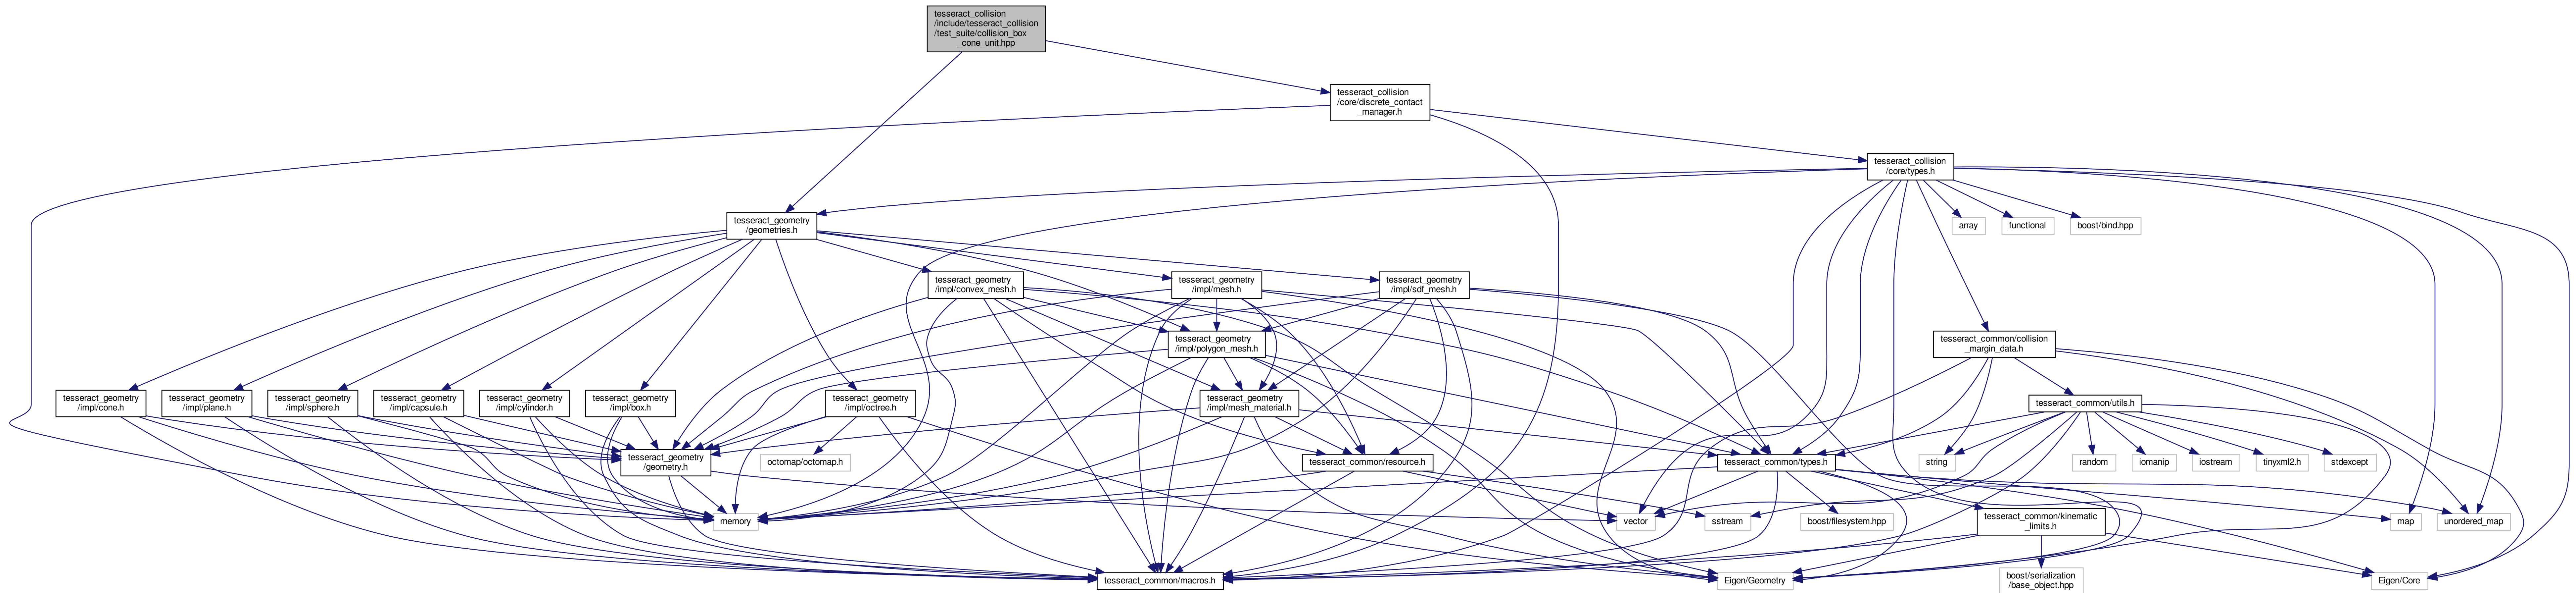 tesseract_collision
/include/tesseract_collision
/test_suite/collision_box
_cone_unit.hpp
tesseract_collision
/core/discrete_contact
_manager.h
tesseract_collision
/core/types.h
tesseract_geometry
/geometries.h
array
functional
boost/bind.hpp
tesseract_geometry
/impl/convex_mesh.h
tesseract_geometry
/impl/mesh.h
tesseract_geometry
/impl/sdf_mesh.h
tesseract_geometry
/impl/polygon_mesh.h
tesseract_common/collision
_margin_data.h
tesseract_geometry
/impl/cone.h
tesseract_geometry
/impl/plane.h
tesseract_geometry
/impl/sphere.h
tesseract_geometry
/impl/capsule.h
tesseract_geometry
/impl/cylinder.h
tesseract_geometry
/impl/box.h
tesseract_geometry
/impl/octree.h
tesseract_geometry
/impl/mesh_material.h
tesseract_common/utils.h
tesseract_geometry
/geometry.h
octomap/octomap.h
tesseract_common/resource.h
tesseract_common/types.h
string
random
iomanip
iostream
tinyxml2.h
stdexcept
memory
vector
sstream
boost/filesystem.hpp
tesseract_common/kinematic
_limits.h
map
unordered_map
tesseract_common/macros.h
Eigen/Geometry
boost/serialization
/base_object.hpp
Eigen/Core